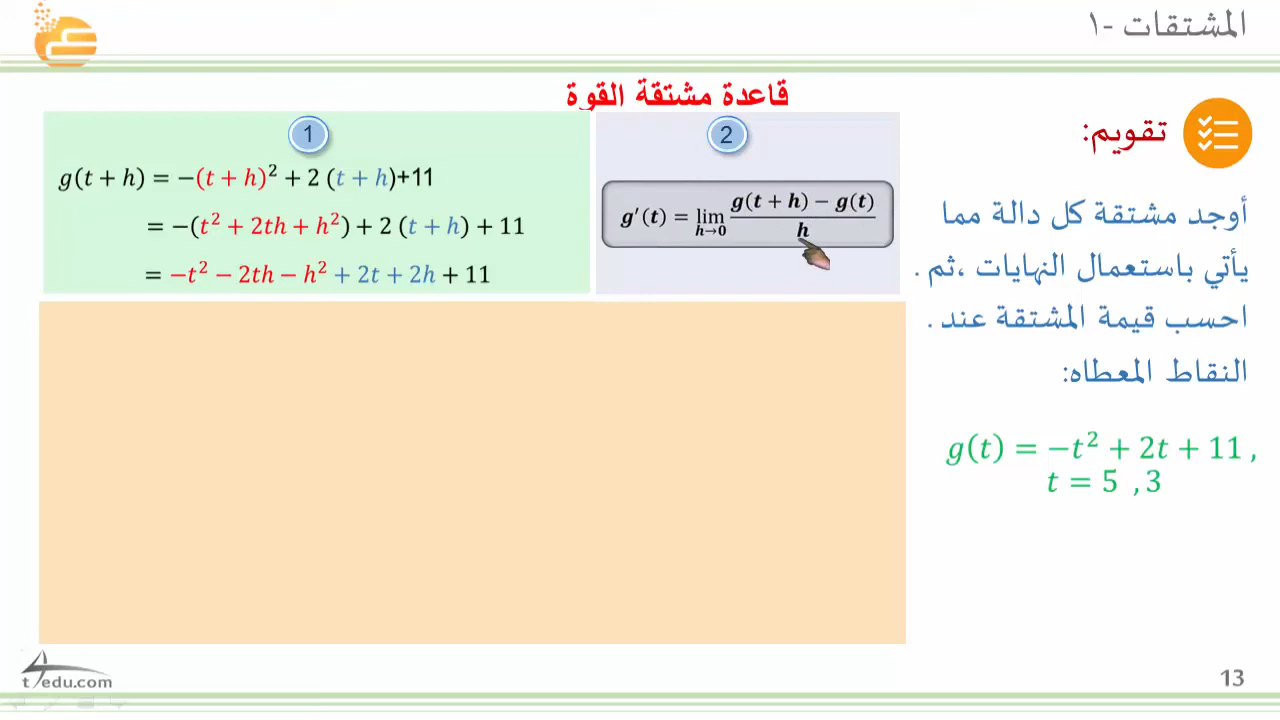 المشتقات -١
قاعدة مشتقة القوة
تقويم:
أوجد مشتقة كل دالة مما
يأتي باستعمال النهايات ،ثم .
احسب قيمة المشتقة عند .
النقاط المعطاه:
g(t) = −t² + 2t + 11 ,
t = 5 ,3
1
g(t + h) = −(t + h)² + 2 (t + h)+11
= −(t² + 2th + h²) + 2 (t + h) + 11
= −t² − 2th − h² + 2t + 2h + 11
2
g′(t) = lim h→0 g(t + h) − g(t) / h
t4edu.com
13